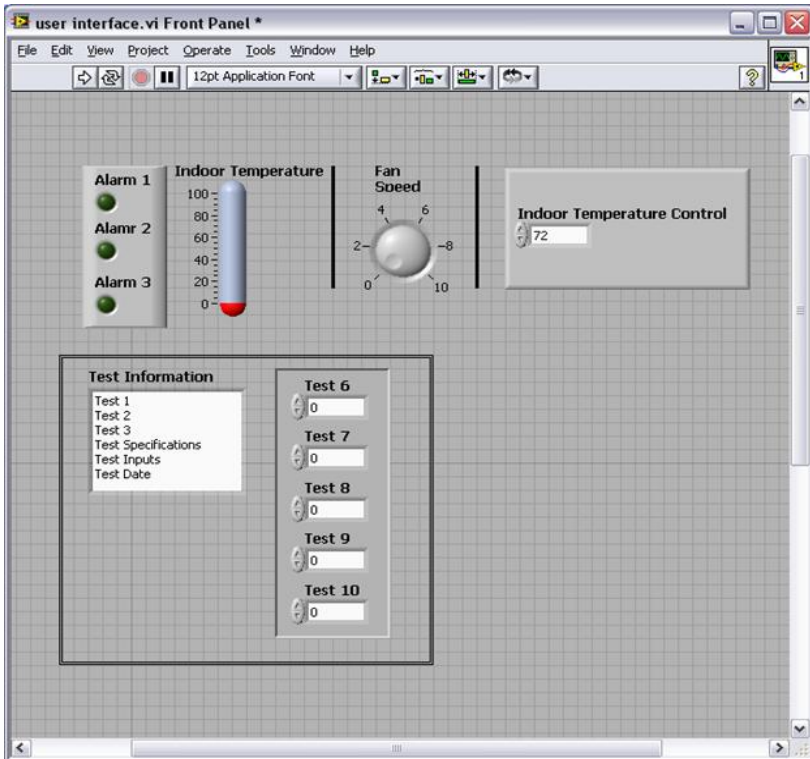 user interface.vi Front Panel *
File Edit View Project Operate Tools Window Help
12pt Application Font
?
1
Alarm 1
Alamr 2
Alarm 3
Indoor Temperature
100
80
60
40
20
0
Fan
Speed
4 6
2 8
0 10
Indoor Temperature Control
72
Test Information
Test 1
Test 2
Test 3
Test Specifications
Test Inputs
Test Date
Test 6
0
Test 7
0
Test 8
0
Test 9
0
Test 10
0